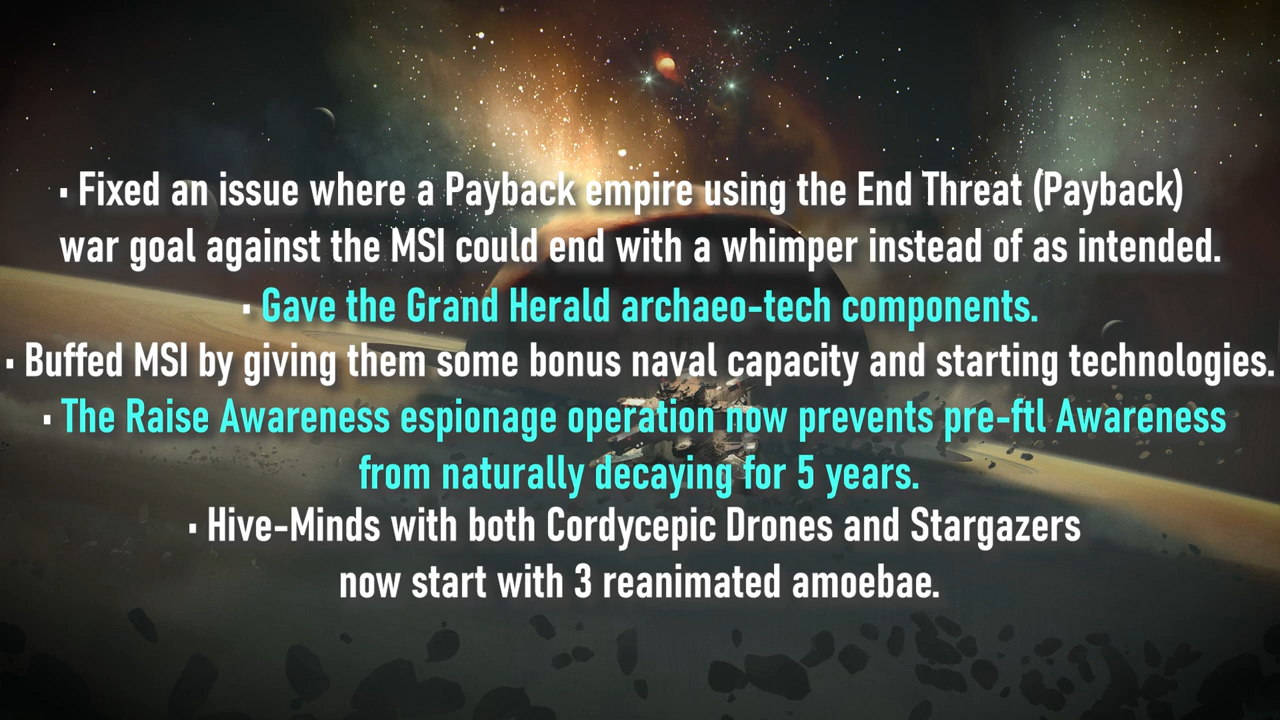 · Fixed an issue where a Payback empire using the End Threat (Payback)
war goal against the MSI could end with a whimper instead of as intended.
· Gave the Grand Herald archaeo-tech components.
· Buffed MSI by giving them some bonus naval capacity and starting technologies.
· The Raise Awareness espionage operation now prevents pre-ftl Awareness
from naturally decaying for 5 years.
· Hive-Minds with both Cordycepic Drones and Stargazers
now start with 3 reanimated amoebae.